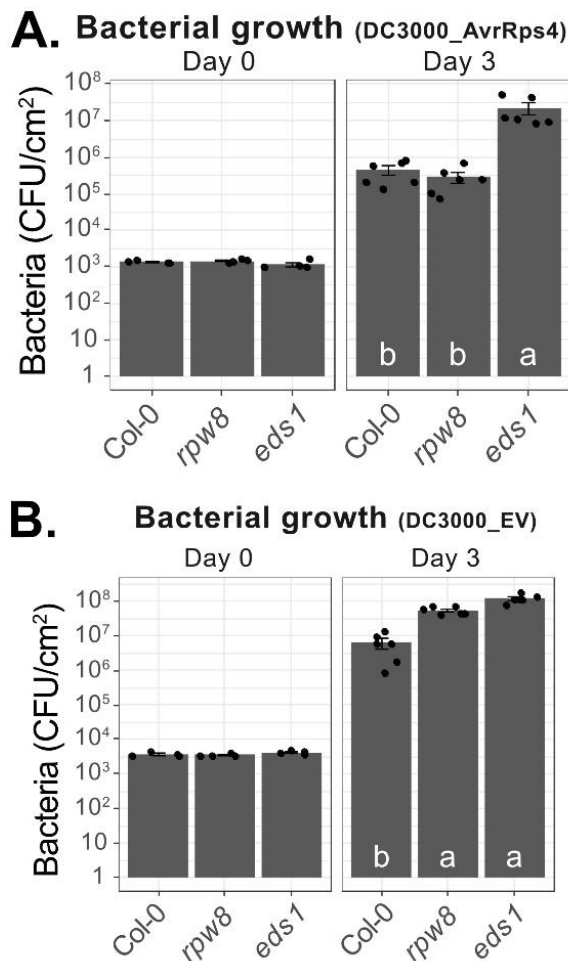 A. Bacterial growth (DC3000_AvrRps4)
Day 0 Day 3
Bacteria (CFU/cm²)
10⁸
10⁷
10⁶
10⁵
10³
10²
10
1
b b a
Col-0 rpw8 eds1 Col-0 rpw8 eds1
B. Bacterial growth (DC3000_EV)
Day 0 Day 3
Bacteria (CFU/cm²)
10⁸
10⁷
10⁶
10⁵
10⁴
10³
10²
10
1
b a a
Col-0 rpw8 eds1 Col-0 rpw8 eds1